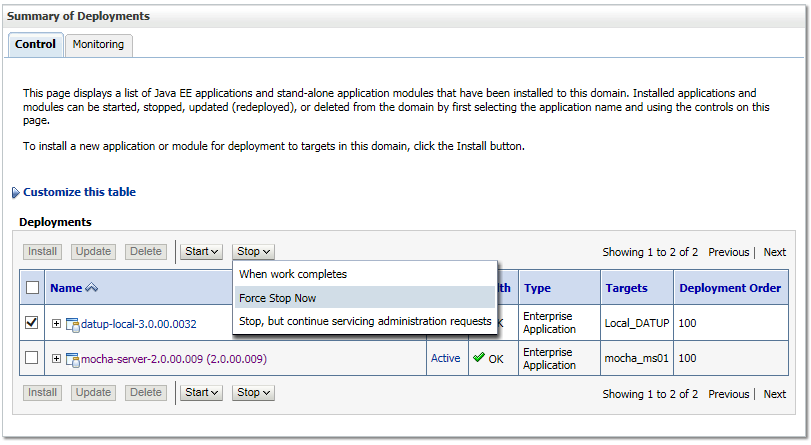 Summary of Deployments
Control Monitoring
This page displays a list of Java EE applications and stand-alone application modules that have been installed to this domain. Installed applications and
modules can be started, stopped, updated (redeployed), or deleted from the domain by first selecting the application name and using the controls on this
page.
To install a new application or module for deployment to targets in this domain, click the Install button.
Customize this table
Deployments
Install Update Delete Start Stop Showing 1 to 2 of 2 Previous Next
When work completes
Force Stop Now
Stop, but continue servicing administration requests
Name lth Type Targets Deployment Order
datup-local-3.0.00.0032 K Enterprise
Application Local_DATUP 100
mocha-server-2.0.00.009 (2.0.00.009) Active OK Enterprise
Application mocha_ms01 100
Install Update Delete Start Stop Showing 1 to 2 of 2 Previous Next